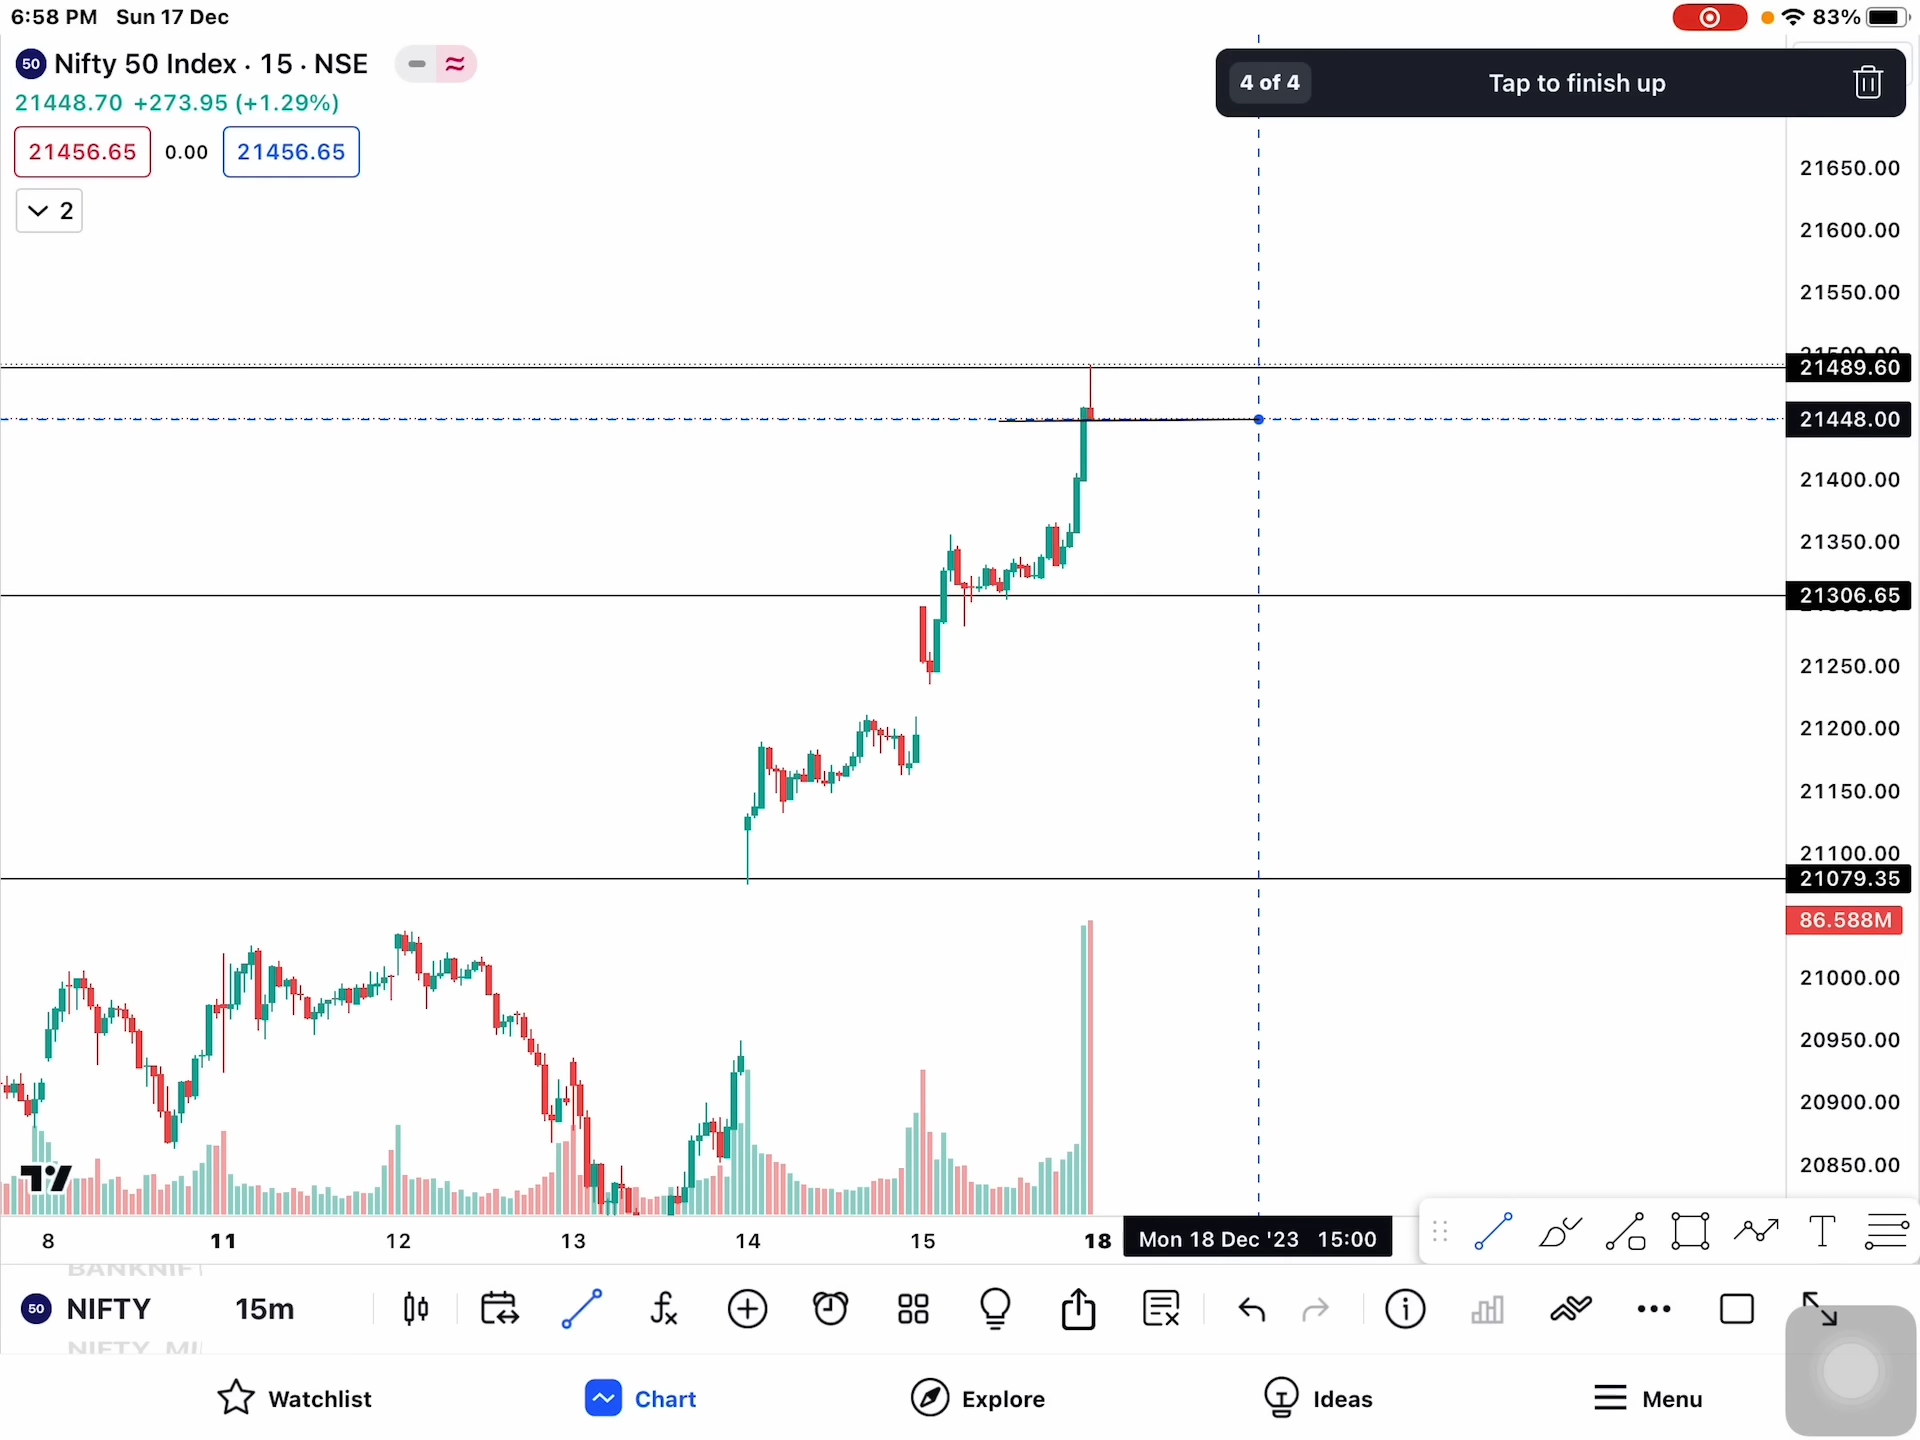 6:58 PM Sun 17 Dec
83%
50 Nifty 50 Index · 15 · NSE
21448.70 +273.95 (+1.29%)
21456.65 0.00 21456.65
2
4 of 4 Tap to finish up
21650.00
21600.00
21550.00
21500.00
21489.60
21448.00
21400.00
21350.00
21306.65
21250.00
21200.00
21150.00
21100.00
21079.35
86.588M
21000.00
20950.00
20900.00
20850.00
8 11 12 13 14 15 18 Mon 18 Dec '23 15:00
T
BANKNIFT
50 NIFTY 15m
fx
NIFTY_MI
Watchlist Chart Explore Ideas Menu